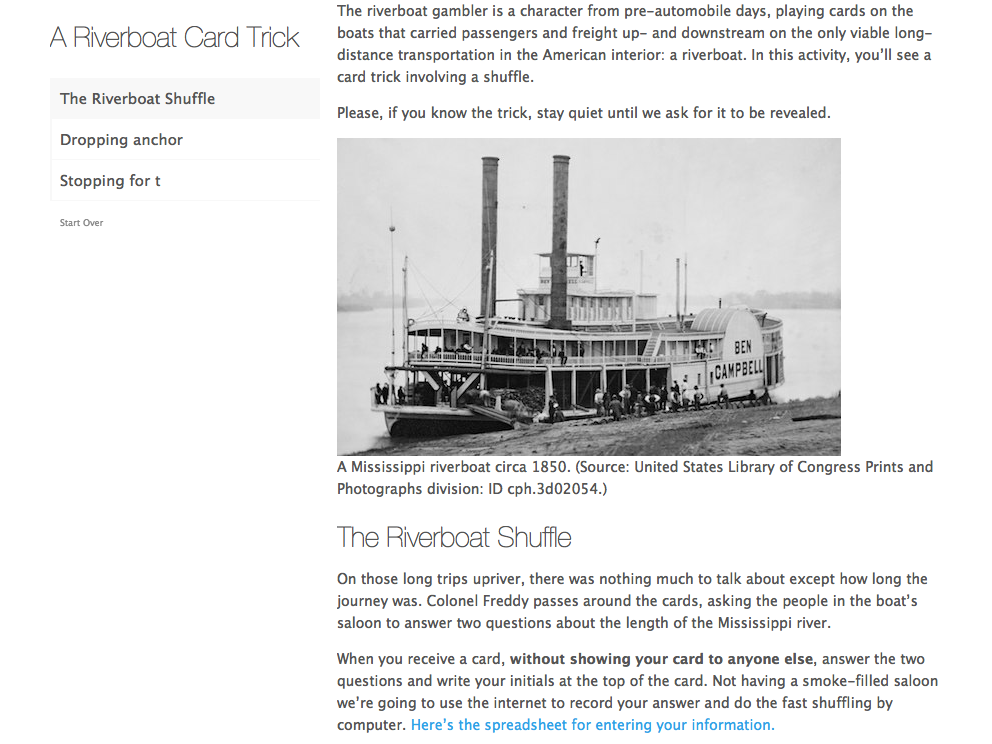 A Riverboat Card Trick
The Riverboat Shuffle
Dropping anchor
Stopping for t
Start Over
The riverboat gambler is a character from pre-automobile days, playing cards on the
boats that carried passengers and freight up- and downstream on the only viable long-
distance transportation in the American interior: a riverboat. In this activity, you'll see a
card trick involving a shuffle.
Please, if you know the trick, stay quiet until we ask for it to be revealed.
BEN
CAMPBELL
A Mississippi riverboat circa 1850. (Source: United States Library of Congress Prints and
Photographs division: ID cph.3d02054.)
The Riverboat Shuffle
On those long trips upriver, there was nothing much to talk about except how long the
journey was. Colonel Freddy passes around the cards, asking the people in the boat's
saloon to answer two questions about the length of the Mississippi river.
When you receive a card, without showing your card to anyone else, answer the two
questions and write your initials at the top of the card. Not having a smoke-filled saloon
we're going to use the internet to record your answer and do the fast shuffling by
computer. Here's the spreadsheet for entering your information.